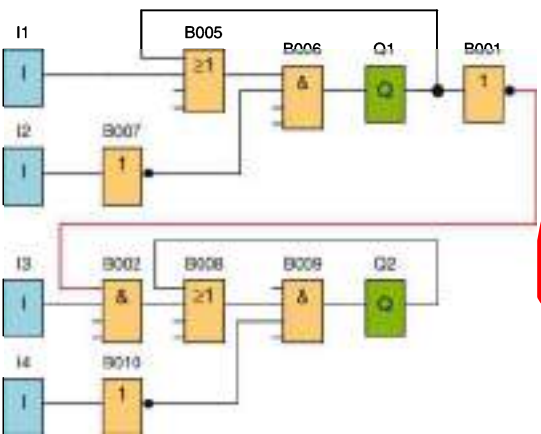 I1 B005 B006 Q1 B001
I ≥1 & Q 1
I2 B007
I 1
I3 B002 B008 B009 Q2
I & ≥1 & Q
I4 B010
I 1